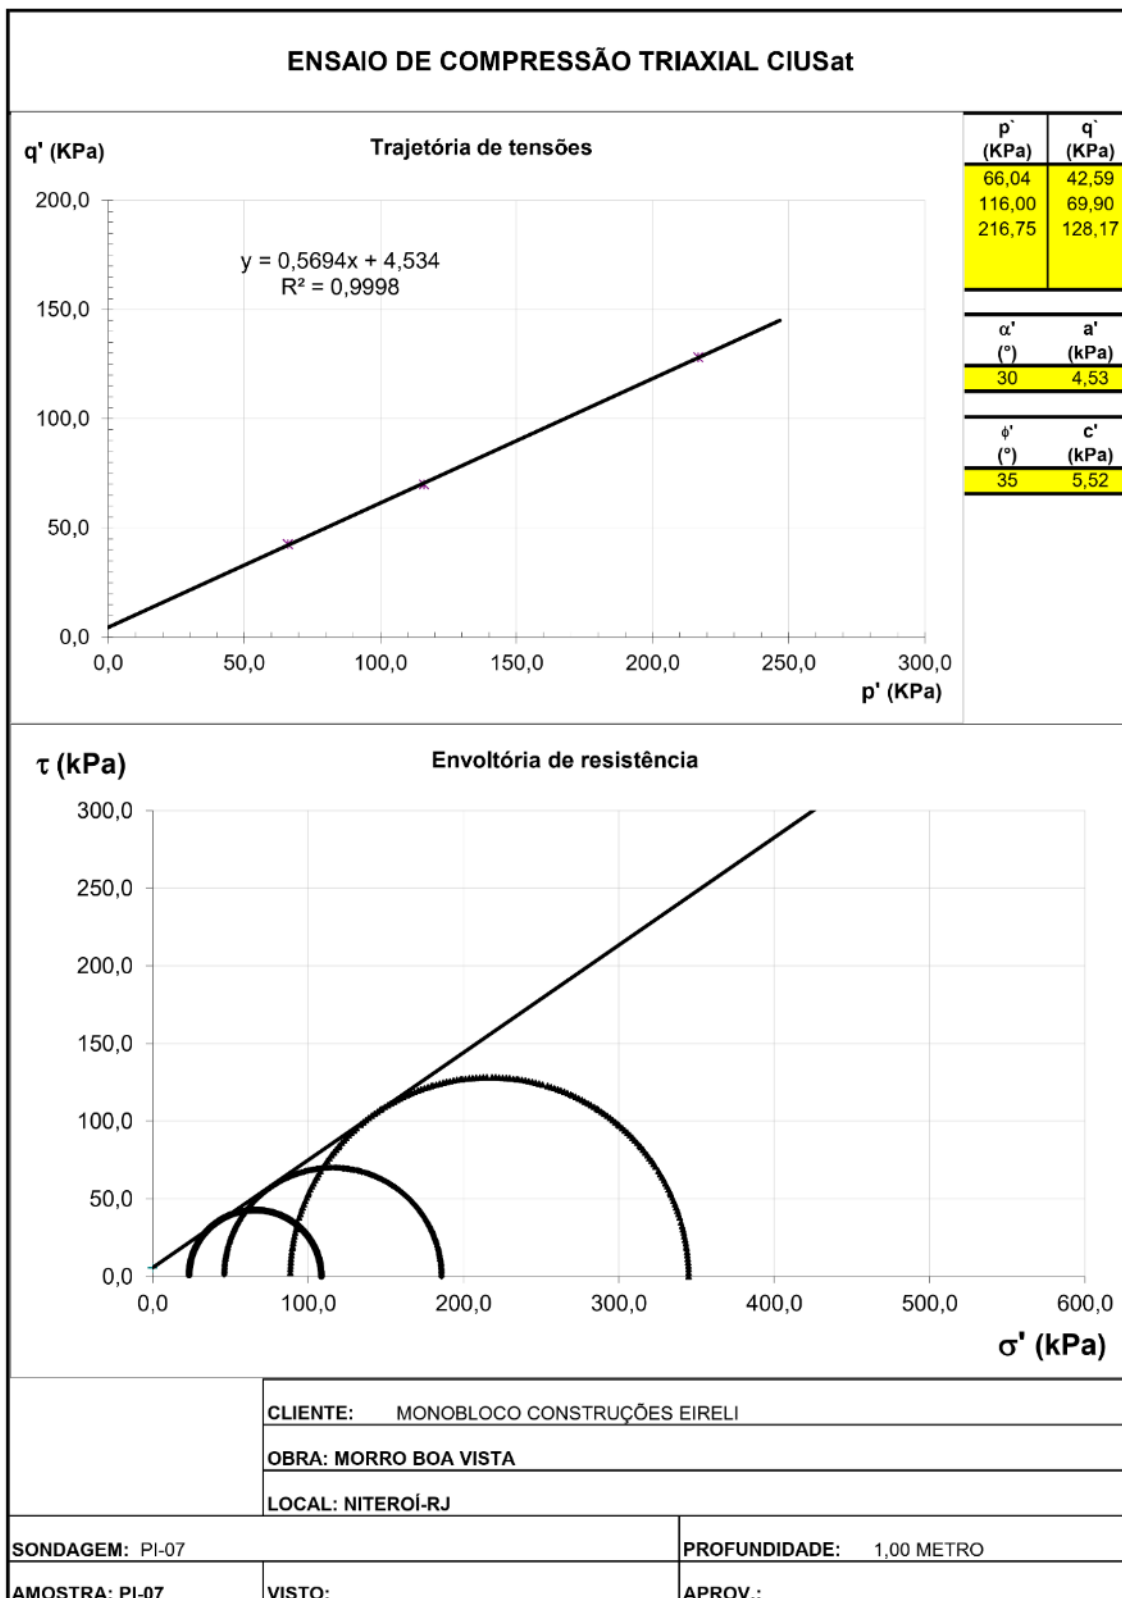 ENSAIO DE COMPRESSÃO TRIAXIAL CIUSat
q' (KPa)
Trajetória de tensões
200,0
150,0
100,0
50,0
0,0
y = 0,5694x + 4,534
R² = 0,9998
0,0 50,0 100,0 150,0 200,0 250,0 300,0
p' (KPa)
p` q`
(KPa) (KPa)
66,04 42,59
116,00 69,90
216,75 128,17
α' a'
(°) (kPa)
30 4,53
ϕ' c'
(°) (kPa)
35 5,52
τ (kPa)
Envoltória de resistência
300,0
250,0
200,0
150,0
100,0
50,0
0,0
0,0 100,0 200,0 300,0 400,0 500,0 600,0
σ' (kPa)
CLIENTE: MONOBLOCO CONSTRUÇÕES EIRELI
OBRA: MORRO BOA VISTA
LOCAL: NITEROÍ-RJ
SONDAGEM: PI-07 PROFUNDIDADE: 1,00 METRO
AMOSTRA: PI-07 VISTO: APROV.: